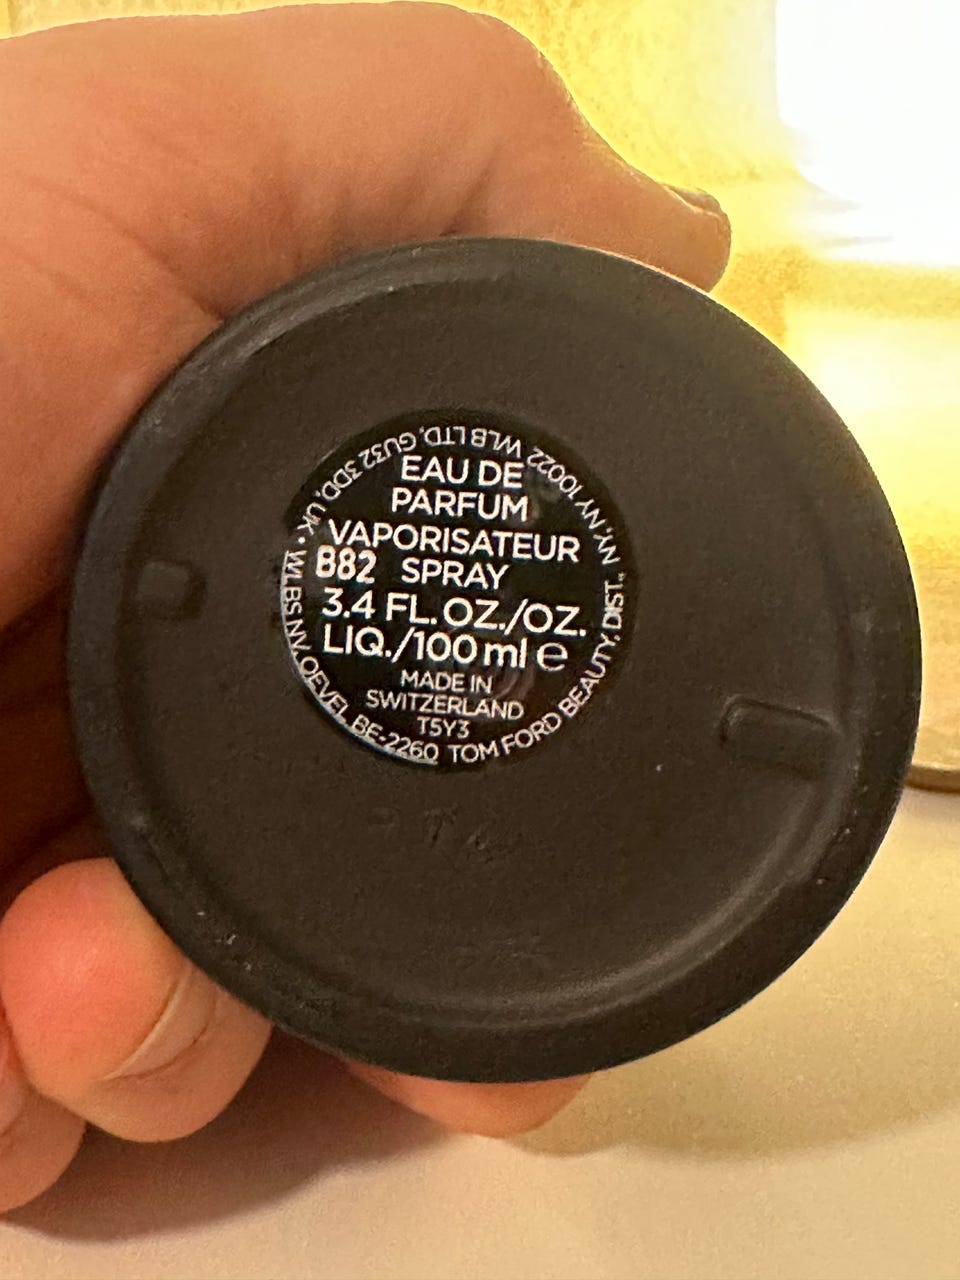 EAU DE
PARFUM
VAPORISATEUR
B82 SPRAY
3.4 FL. OZ./OZ.
LIQ./100 ml ℮
MADE IN
SWITZERLAND
T5Y3
TOM FORD BEAUTY, DIST., NY, NY 10022 WLB LTD, GU32 3DD, UK • WLBS NV, OEVEL BE-2260